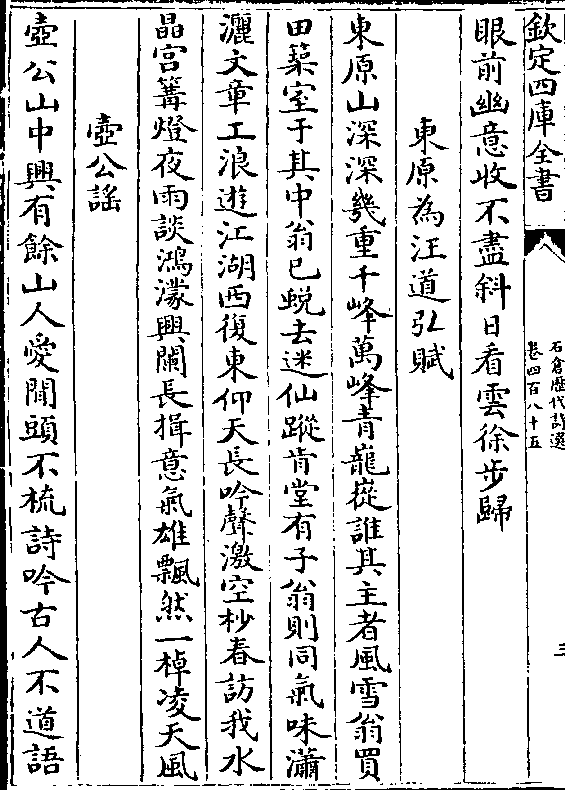 欽定四庫全書
石倉歷代詩選
卷四百八十五
三
眼前幽意收不盡斜日看雲徐步歸
東原為汪道弘賦
東原山深深幾重千峰萬峰青巃嵸誰其主者風雪翁買
田築室于其中翁已蛻去迷仙蹤肯堂有子翁則同氣味瀟
灑文章工浪遊江湖西復東仰天長吟聲激空杪春訪我水
晶宮篝燈夜雨談鴻濛興闌長揖意氣雄飄然一棹凌天風
壺公謠
壺公山中興有餘山人愛閒頭不梳詩吟古人不道語